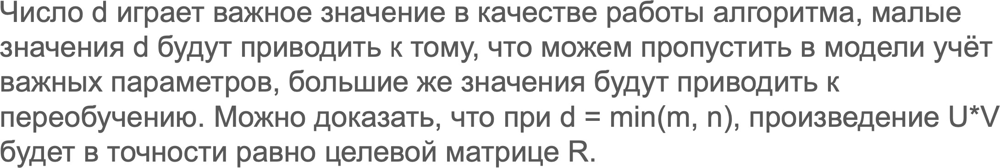 Число d играет важное значение в качестве работы алгоритма, малые
значения d будут приводить к тому, что можем пропустить в модели учёт
важных параметров, большие же значения будут приводить к
переобучению. Можно доказать, что при d = min(m, n), произведение U*V
будет в точности равно целевой матрице R.